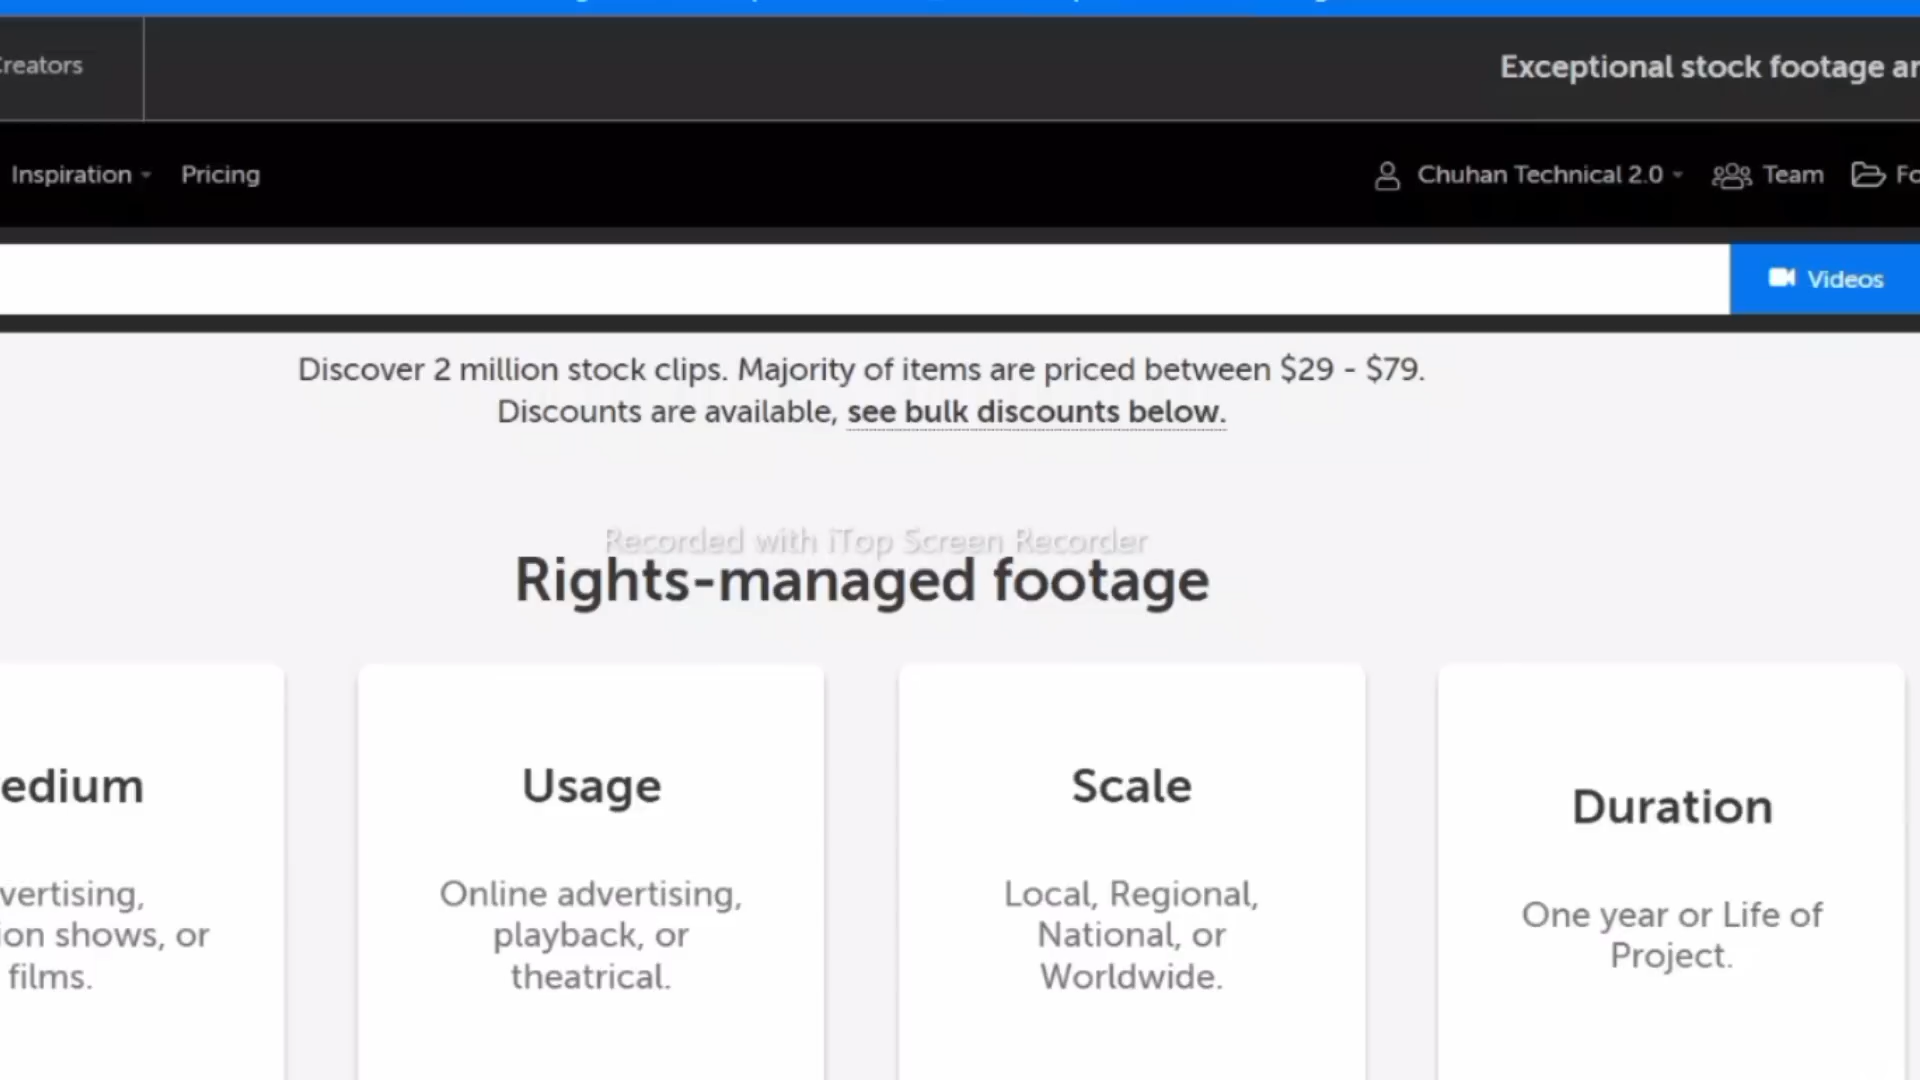 Creators
Exceptional stock footage
Inspiration
Pricing
Chuhan Technical 2.0
Team
Videos
Discover 2 million stock clips. Majority of items are priced between $29 - $79.
Discounts are available, see bulk discounts below.
Recorded with iTop Screen Recorder
Rights-managed footage
edium
Usage
Scale
Duration
vertising,
ion shows, or
films.
Online advertising,
playback, or
theatrical.
Local, Regional,
National, or
Worldwide.
One year or Life of
Project.